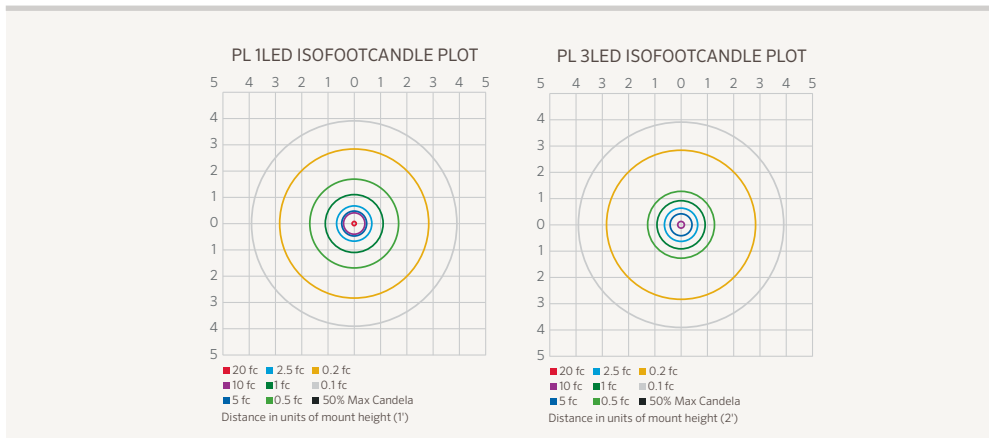 PL 1LED ISOFOOTCANDLE PLOT
5 4 3 2 1 0 1 2 3 4 5
4
3
2
1
0
1
2
3
4
5
20 fc 2.5 fc 0.2 fc
10 fc 1 fc 0.1 fc
5 fc 0.5 fc 50% Max Candela
Distance in units of mount height (1')
PL 3LED ISOFOOTCANDLE PLOT
5 4 3 2 1 0 1 2 3 4 5
4
3
2
1
0
1
2
3
4
5
20 fc 2.5 fc 0.2 fc
10 fc 1 fc 0.1 fc
5 fc 0.5 fc 50% Max Candela
Distance in units of mount height (2')